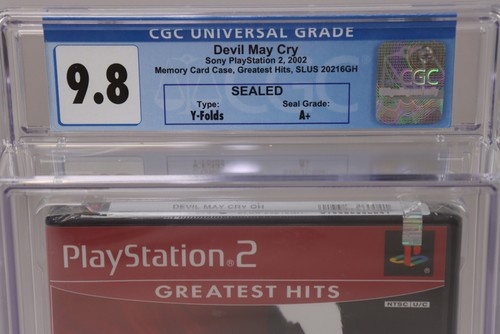 CGC UNIVERSAL GRADE
9.8
Devil May Cry
Sony PlayStation 2, 2002
Memory Card Case, Greatest Hits, SLUS 20216GH
SEALED
Type:
Y-Folds
Seal Grade:
A+
CGC
DEVIL MAY CRY GH
PlayStation®2
GREATEST HITS
NTSC U/C